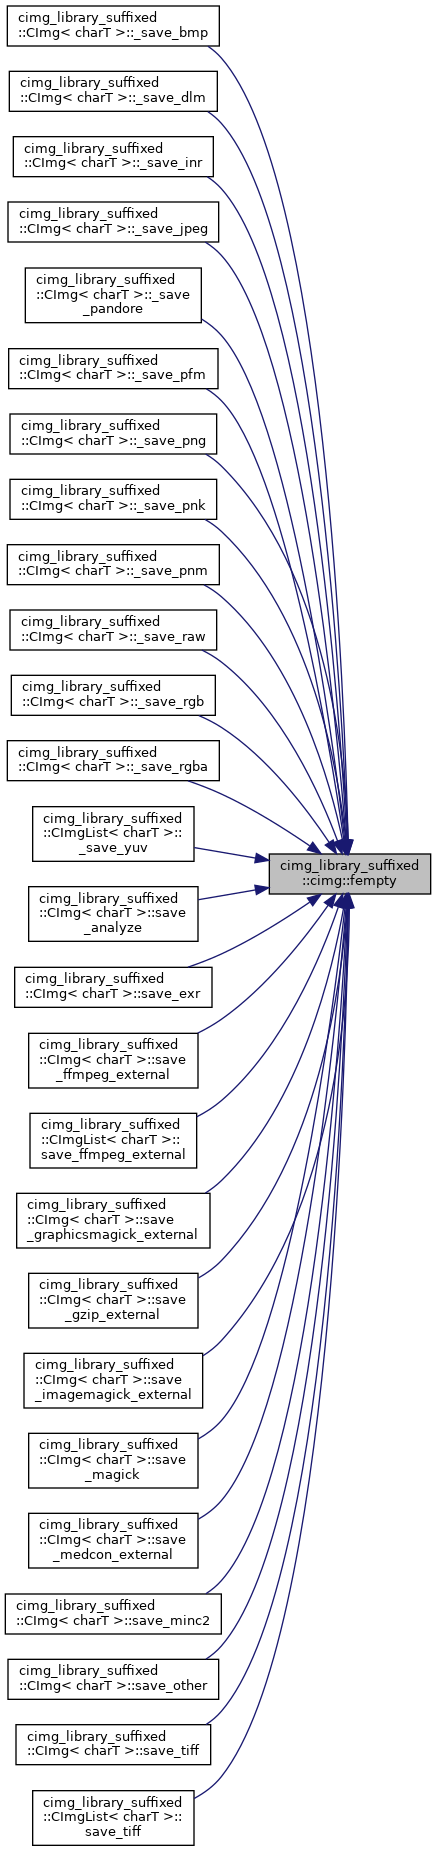 cimg_library_suffixed
::CImg< charT >::_save_bmp
cimg_library_suffixed
::CImg< charT >::_save_dlm
cimg_library_suffixed
::CImg< charT >::_save_inr
cimg_library_suffixed
::CImg< charT >::_save_jpeg
cimg_library_suffixed
::CImg< charT >::_save
_pandore
cimg_library_suffixed
::CImg< charT >::_save_pfm
cimg_library_suffixed
::CImg< charT >::_save_png
cimg_library_suffixed
::CImg< charT >::_save_pnk
cimg_library_suffixed
::CImg< charT >::_save_pnm
cimg_library_suffixed
::CImg< charT >::_save_raw
cimg_library_suffixed
::CImg< charT >::_save_rgb
cimg_library_suffixed
::CImg< charT >::_save_rgba
cimg_library_suffixed
::CImgList< charT >::
_save_yuv
cimg_library_suffixed
::cimg::fempty
cimg_library_suffixed
::CImg< charT >::save
_analyze
cimg_library_suffixed
::CImg< charT >::save_exr
cimg_library_suffixed
::CImg< charT >::save
_ffmpeg_external
cimg_library_suffixed
::CImgList< charT >::
save_ffmpeg_external
cimg_library_suffixed
::CImg< charT >::save
_graphicsmagick_external
cimg_library_suffixed
::CImg< charT >::save
_gzip_external
cimg_library_suffixed
::CImg< charT >::save
_imagemagick_external
cimg_library_suffixed
::CImg< charT >::save
_magick
cimg_library_suffixed
::CImg< charT >::save
_medcon_external
cimg_library_suffixed
::CImg< charT >::save_minc2
cimg_library_suffixed
::CImg< charT >::save_other
cimg_library_suffixed
::CImg< charT >::save_tiff
cimg_library_suffixed
::CImgList< charT >::
save_tiff